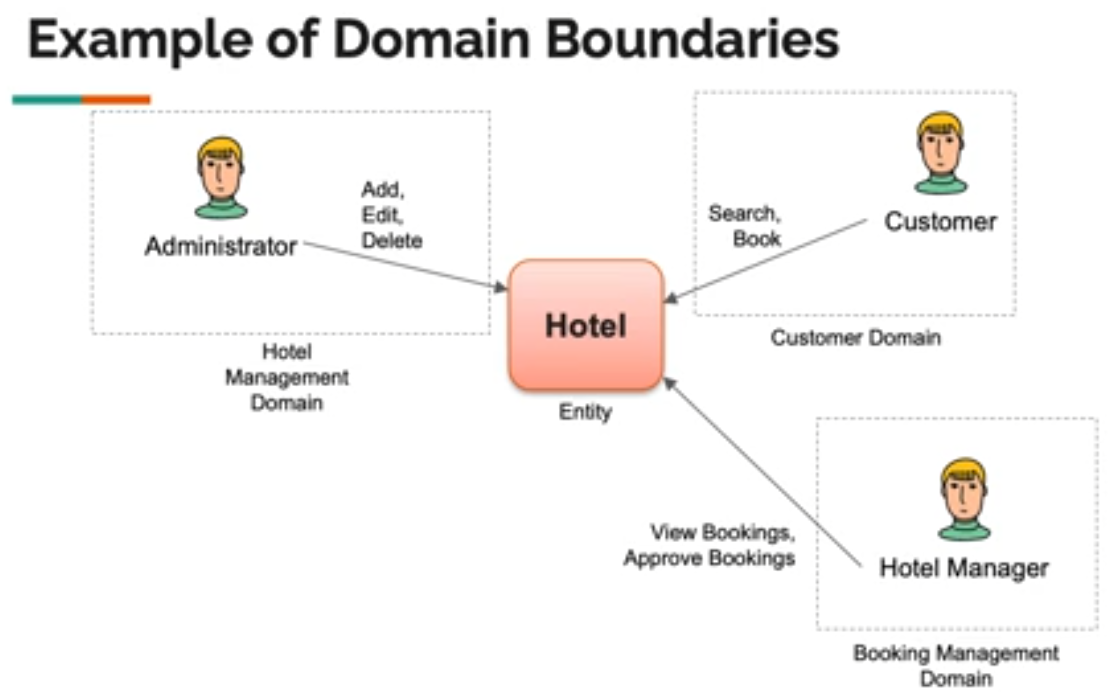 Example of Domain Boundaries
Add,
Edit,
Delete
Administrator
Hotel
Management
Domain
Search,
Book
Customer
Customer Domain
Hotel
Entity
View Bookings,
Approve Bookings
Hotel Manager
Booking Management
Domain